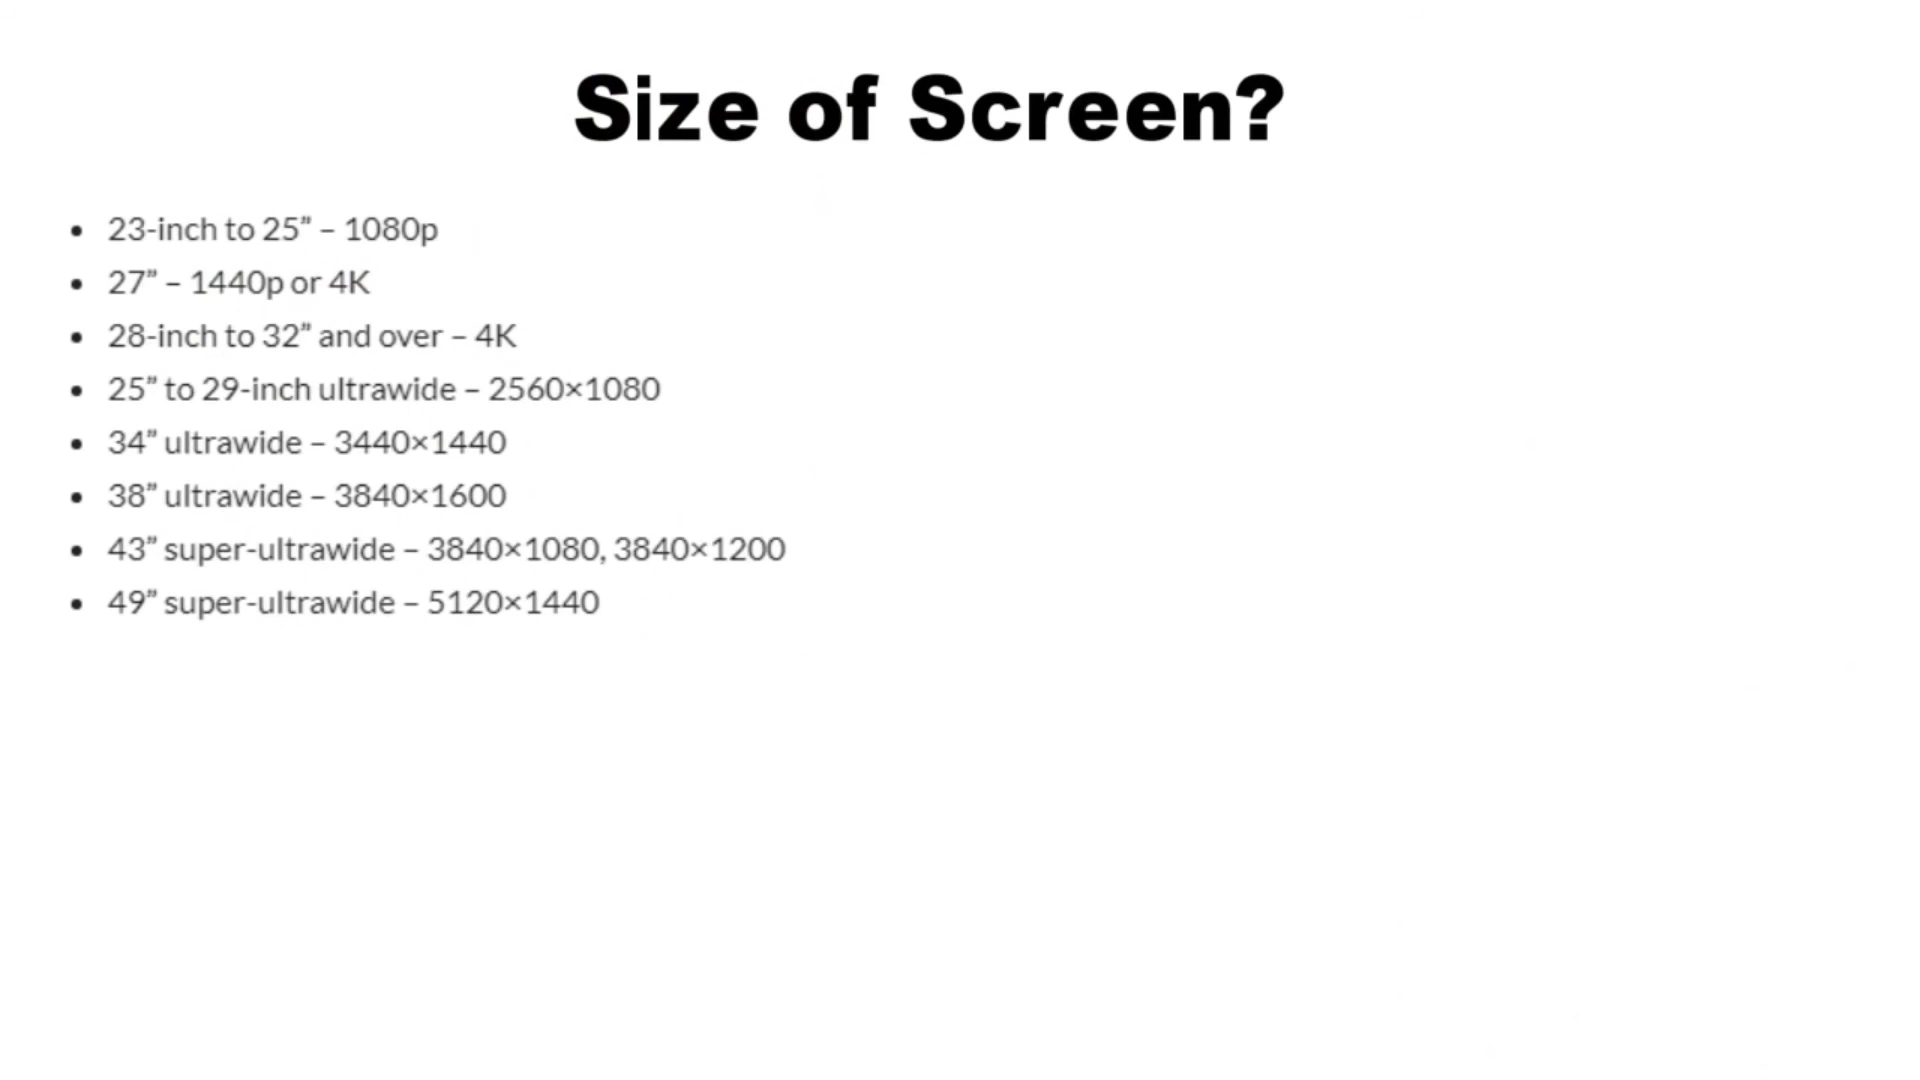 Size of Screen?
• 23-inch to 25” – 1080p
• 27” – 1440p or 4K
• 28-inch to 32” and over – 4K
• 25” to 29-inch ultrawide – 2560×1080
• 34” ultrawide – 3440×1440
• 38” ultrawide – 3840×1600
• 43” super-ultrawide – 3840×1080, 3840×1200
• 49” super-ultrawide – 5120×1440